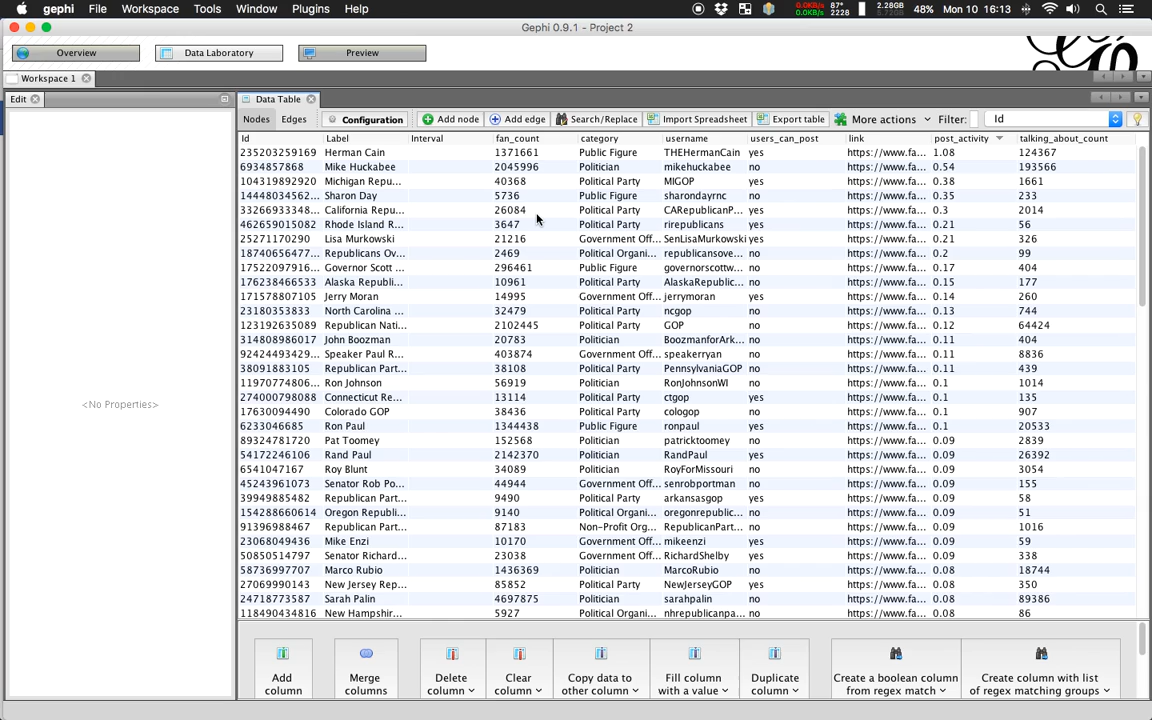 gephi File Workspace Tools Window Plugins Help 0.0KB/s 87° 2228 2.28GB 48% Mon 10 16:13
Gephi 0.9.1 - Project 2
Overview Data Laboratory Preview
Workspace 1
Edit Data Table
Nodes Edges Configuration Add node Add edge Search/Replace Import Spreadsheet Export table More actions Filter: Id
Id Label Interval fan_count category username users_can_post link post_activity talking_about_count
235203259169 Herman Cain 1371661 Public Figure THEHermanCain yes https://www.fa... 1.08 124367
6934857868 Mike Huckabee 2045996 Politician mikehuckabee no https://www.fa... 0.54 193566
104319892920 Michigan Repu... 40368 Political Party MIGOP yes https://www.fa... 0.38 1661
14448034562... Sharon Day 5736 Public Figure sharondayrnc no https://www.fa... 0.35 233
33266933348... California Repu... 26084 Political Party CARepublicanP... yes https://www.fa... 0.3 2014
462659015082 Rhode Island R... 3647 Political Party rirepublicans yes https://www.fa... 0.21 56
25271170290 Lisa Murkowski 21216 Government Off... SenLisaMurkowski yes https://www.fa... 0.21 326
18740656477... Republicans Ov... 2469 Political Organi... republicansove... no https://www.fa... 0.2 99
17522097916... Governor Scott ... 296461 Public Figure governorscottw... no https://www.fa... 0.17 404
176238466533 Alaska Republi... 10961 Political Party AlaskaRepublic... no https://www.fa... 0.15 177
171578807105 Jerry Moran 14995 Government Off... jerrymoran yes https://www.fa... 0.14 260
23180353833 North Carolina ... 32479 Political Party ncgop no https://www.fa... 0.13 744
123192635089 Republican Nati... 2102445 Political Party GOP no https://www.fa... 0.12 64424
314808986017 John Boozman 20783 Politician BoozmanforArk... no https://www.fa... 0.11 404
92424493429... Speaker Paul R... 403874 Government Off... speakerryan no https://www.fa... 0.11 8836
38091883105 Republican Part... 38108 Political Party PennsylvaniaGOP no https://www.fa... 0.11 439
11970774806... Ron Johnson 56919 Politician RonJohnsonWI no https://www.fa... 0.1 1014
274000798088 Connecticut Re... 13114 Political Party ctgop yes https://www.fa... 0.1 135
17630094490 Colorado GOP 38436 Political Party cologop no https://www.fa... 0.1 907
6233046685 Ron Paul 1344438 Public Figure ronpaul yes https://www.fa... 0.1 20533
89324781720 Pat Toomey 152568 Politician patricktoomey no https://www.fa... 0.09 2839
54172246106 Rand Paul 2142370 Politician RandPaul yes https://www.fa... 0.09 26392
6541047167 Roy Blunt 34089 Politician RoyForMissouri no https://www.fa... 0.09 3054
45243961073 Senator Rob Po... 44944 Government Off... senrobportman no https://www.fa... 0.09 155
39949885482 Republican Part... 9490 Political Party arkansasgop yes https://www.fa... 0.09 58
154288660614 Oregon Republi... 9140 Political Organi... oregonrepublic... no https://www.fa... 0.09 51
91396988467 Republican Part... 87183 Non-Profit Org... RepublicanPart... no https://www.fa... 0.09 1016
23068049436 Mike Enzi 10170 Government Off... mikeenzi yes https://www.fa... 0.09 59
50850514797 Senator Richard... 23038 Government Off... RichardShelby yes https://www.fa... 0.09 338
58736997707 Marco Rubio 1436369 Politician MarcoRubio no https://www.fa... 0.08 18744
27069990143 New Jersey Rep... 85852 Political Party NewJerseyGOP yes https://www.fa... 0.08 350
24718773587 Sarah Palin 4697875 Politician sarahpalin no https://www.fa... 0.08 89386
118490434816 New Hampshir... 5927 Political Organi... nhrepublicanpa... no https://www.fa... 0.08 86
<No Properties>
Add column Merge columns Delete column Clear column Copy data to other column Fill column with a value Duplicate column Create a boolean column from regex match Create column with list of regex matching groups